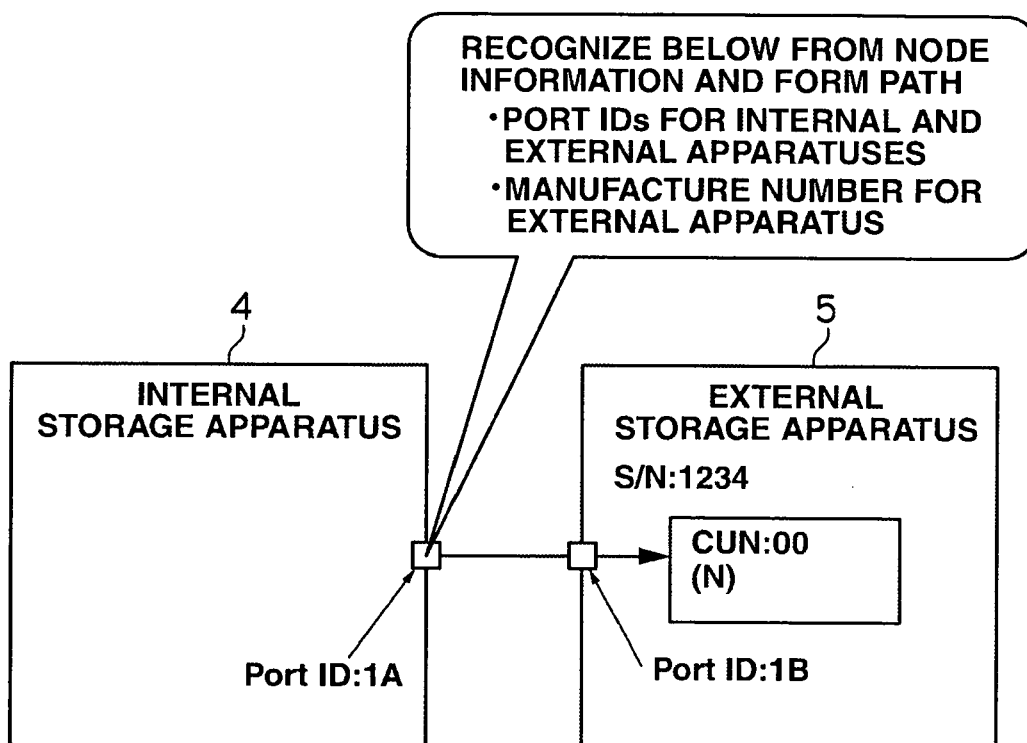 RECOGNIZE BELOW FROM NODE
INFORMATION AND FORM PATH
•PORT IDs FOR INTERNAL AND
EXTERNAL APPARATUSES
•MANUFACTURE NUMBER FOR
EXTERNAL APPARATUS
4
5
INTERNAL
STORAGE APPARATUS
EXTERNAL
STORAGE APPARATUS
S/N:1234
CUN:00
(N)
Port ID:1A
Port ID:1B